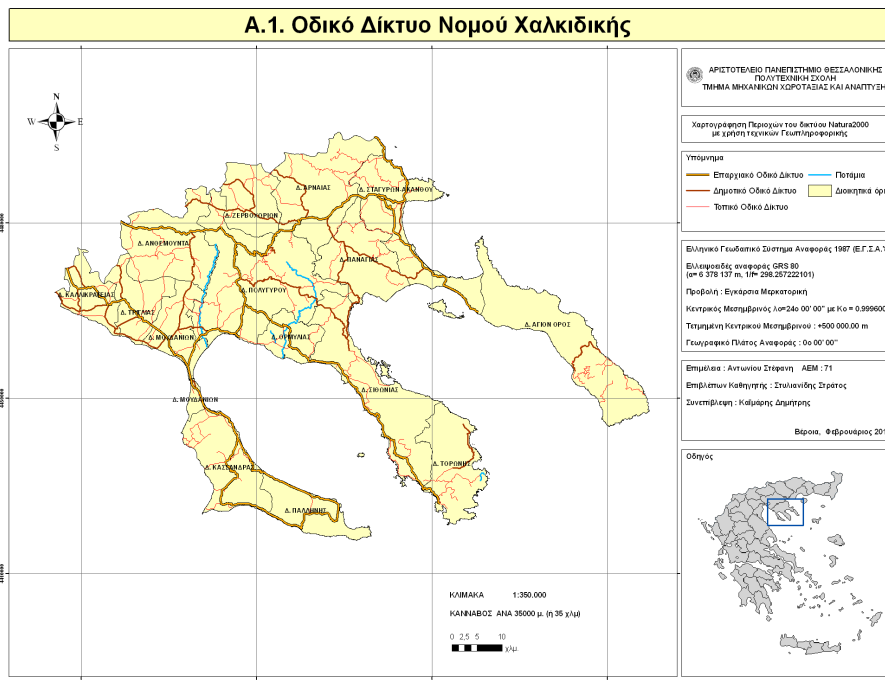 Α.1. Οδικό Δίκτυο Νομού Χαλκιδικής
ΑΡΙΣΤΟΤΕΛΕΙΟ ΠΑΝΕΠΙΣΤΗΜΙΟ ΘΕΣΣΑΛΟΝΙΚΗΣ
ΠΟΛΥΤΕΧΝΙΚΗ ΣΧΟΛΗ
ΤΜΗΜΑ ΜΗΧΑΝΙΚΩΝ ΧΩΡΟΤΑΞΙΑΣ ΚΑΙ ΑΝΑΠΤΥΞΗ
Χαρτογράφηση Περιοχών του δικτύου Natura2000
με χρήση τεχνικών Γεωπληροφορικής
Υπόμνημα
Επαρχιακό Οδικό Δίκτυο
Ποτάμια
Δημοτικό Οδικό Δίκτυο
Διοικητικά όρι
Τοπικό Οδικό Δίκτυο
Ελληνικό Γεωδαιτικό Σύστημα Αναφοράς 1987 (Ε.Γ.Σ.Α.
Ελλειψοειδές αναφοράς GRS 80
(α= 6 378 137 m, 1/f= 298.257222101)
Προβολή : Εγκάρσια Μερκατορική
Κεντρικός Μεσημβρινός λο=24ο 00' 00'' με Κο = 0.999600
Τετμημένη Κεντρικού Μεσημβρινού : +500 000.00 m
Γεωγραφικό Πλάτος Αναφοράς : 0ο 00' 00''
Επιμέλεια : Αντωνίου Στέφανη ΑΕΜ : 71
Επιβλέπων Καθηγητής : Στυλιανίδης Στράτος
Συνεπίβλεψη : Καϊμάρης Δημήτρης
Βέροια, Φεβρουάριος 201
Οδηγός
N
W
E
S
Δ. ΑΡΝΑΙΑΣ
Δ. ΣΤΑΓΥΡΩΝ-ΑΚΑΝΘΟΥ
Δ. ΖΕΡΒΟΧΩΡΙΩΝ
Δ. ΑΝΘΕΜΟΥΝΤΑ
Δ. ΠΑΝΑΓΙΑΣ
Δ. ΚΑΛΛΙΚΡΑΤΕΙΑΣ
Δ. ΠΟΛΥΓΥΡΟΥ
Δ. ΤΡΙΓΛΙΑΣ
Δ. ΑΓΙΟΝ ΟΡΟΣ
Δ. ΜΟΥΔΑΝΙΩΝ
Δ. ΟΡΜΥΛΙΑΣ
Δ. ΣΙΘΩΝΙΑΣ
Δ. ΜΟΥΔΑΝΙΩΝ
Δ. ΤΟΡΩΝΗΣ
Δ. ΚΑΣΣΑΝΔΡΑΣ
Δ. ΠΑΛΛΗΝΗΣ
ΚΛΙΜΑΚΑ 1:350.000
ΚΑΝΝΑΒΟΣ ΑΝΑ 35000 μ. (ή 35 χλμ)
0 2,5 5 10
χλμ.